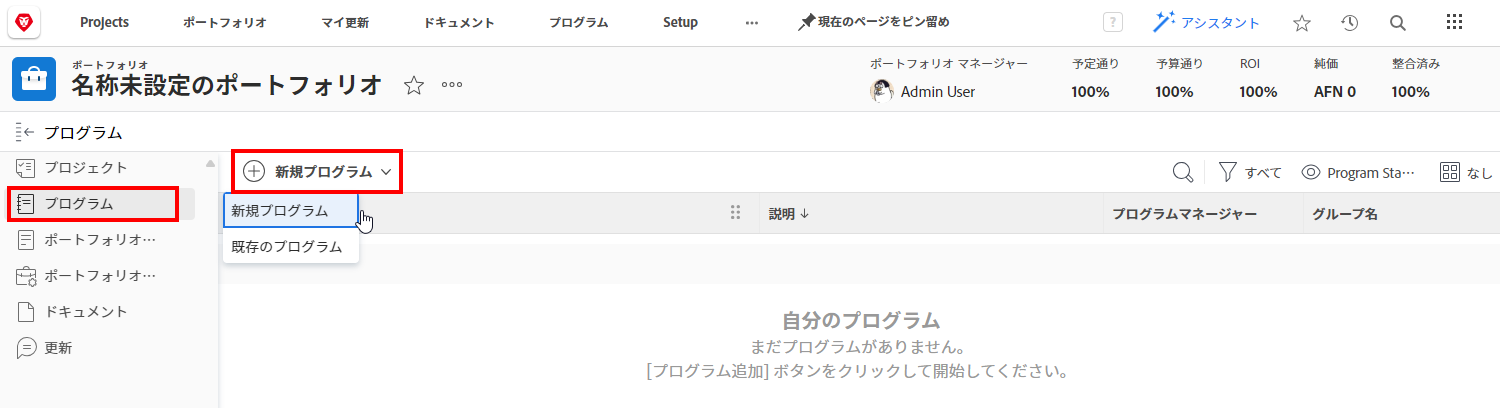 Projects ポートフォリオ マイ更新 ドキュメント プログラム Setup ··· 現在のページをピン留め ? アシスタント
ポートフォリオ
名称未設定のポートフォリオ
ポートフォリオ マネージャー 予定通り 予算通り ROI 純価 整合済み
Admin User 100% 100% 100% AFN 0 100%
プログラム
プロジェクト
プログラム
ポートフォリオ…
ポートフォリオ…
ドキュメント
更新
新規プログラム すべて Program Sta… なし
新規プログラム
既存のプログラム
説明 プログラムマネージャー グループ名
自分のプログラム
まだプログラムがありません。
[プログラム追加] ボタンをクリックして開始してください。